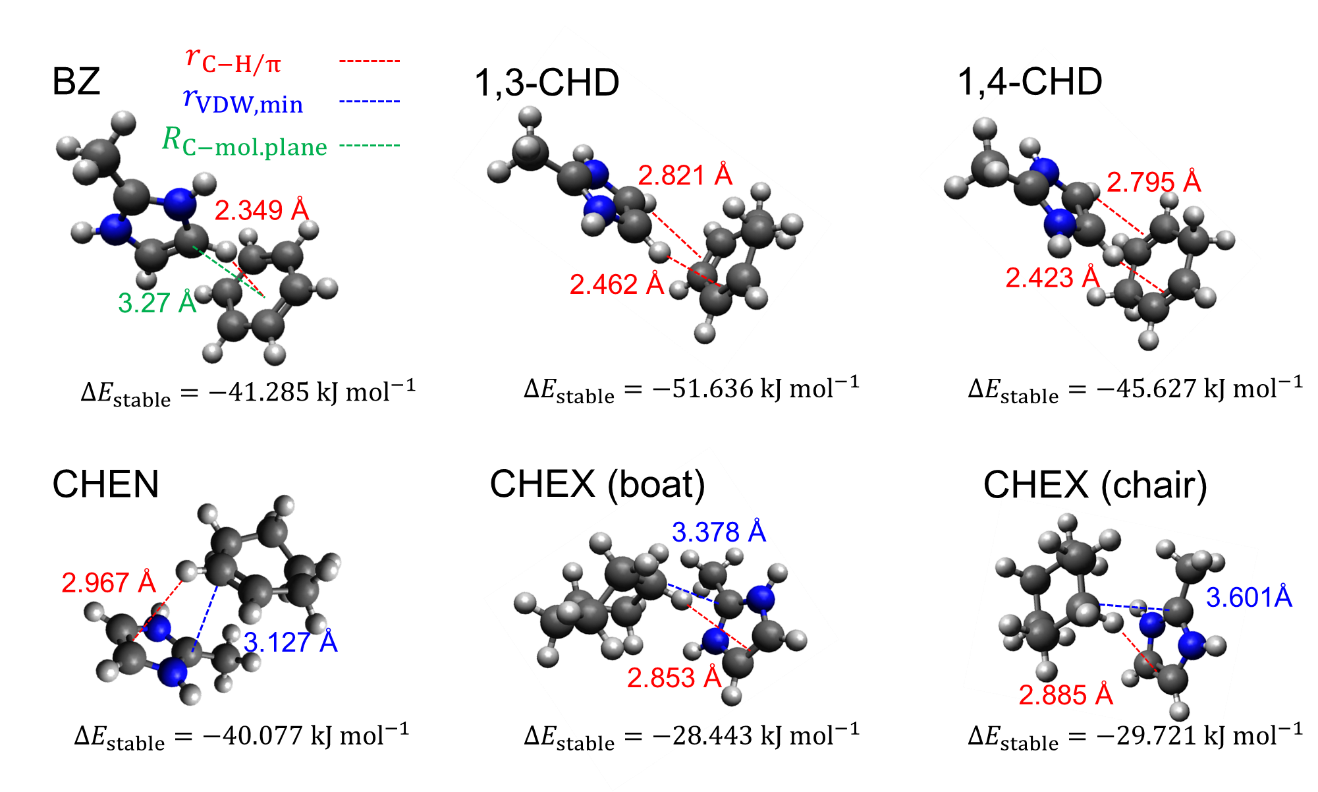 BZ
r_C−H/π
r_VDW,min
R_C−mol.plane
2.349 Å
3.27 Å
ΔE_stable = −41.285 kJ mol⁻¹
1,3-CHD
2.821 Å
2.462 Å
ΔE_stable = −51.636 kJ mol⁻¹
1,4-CHD
2.795 Å
2.423 Å
ΔE_stable = −45.627 kJ mol⁻¹
CHEN
2.967 Å
3.127 Å
ΔE_stable = −40.077 kJ mol⁻¹
CHEX (boat)
3.378 Å
2.853 Å
ΔE_stable = −28.443 kJ mol⁻¹
CHEX (chair)
3.601Å
2.885 Å
ΔE_stable = −29.721 kJ mol⁻¹